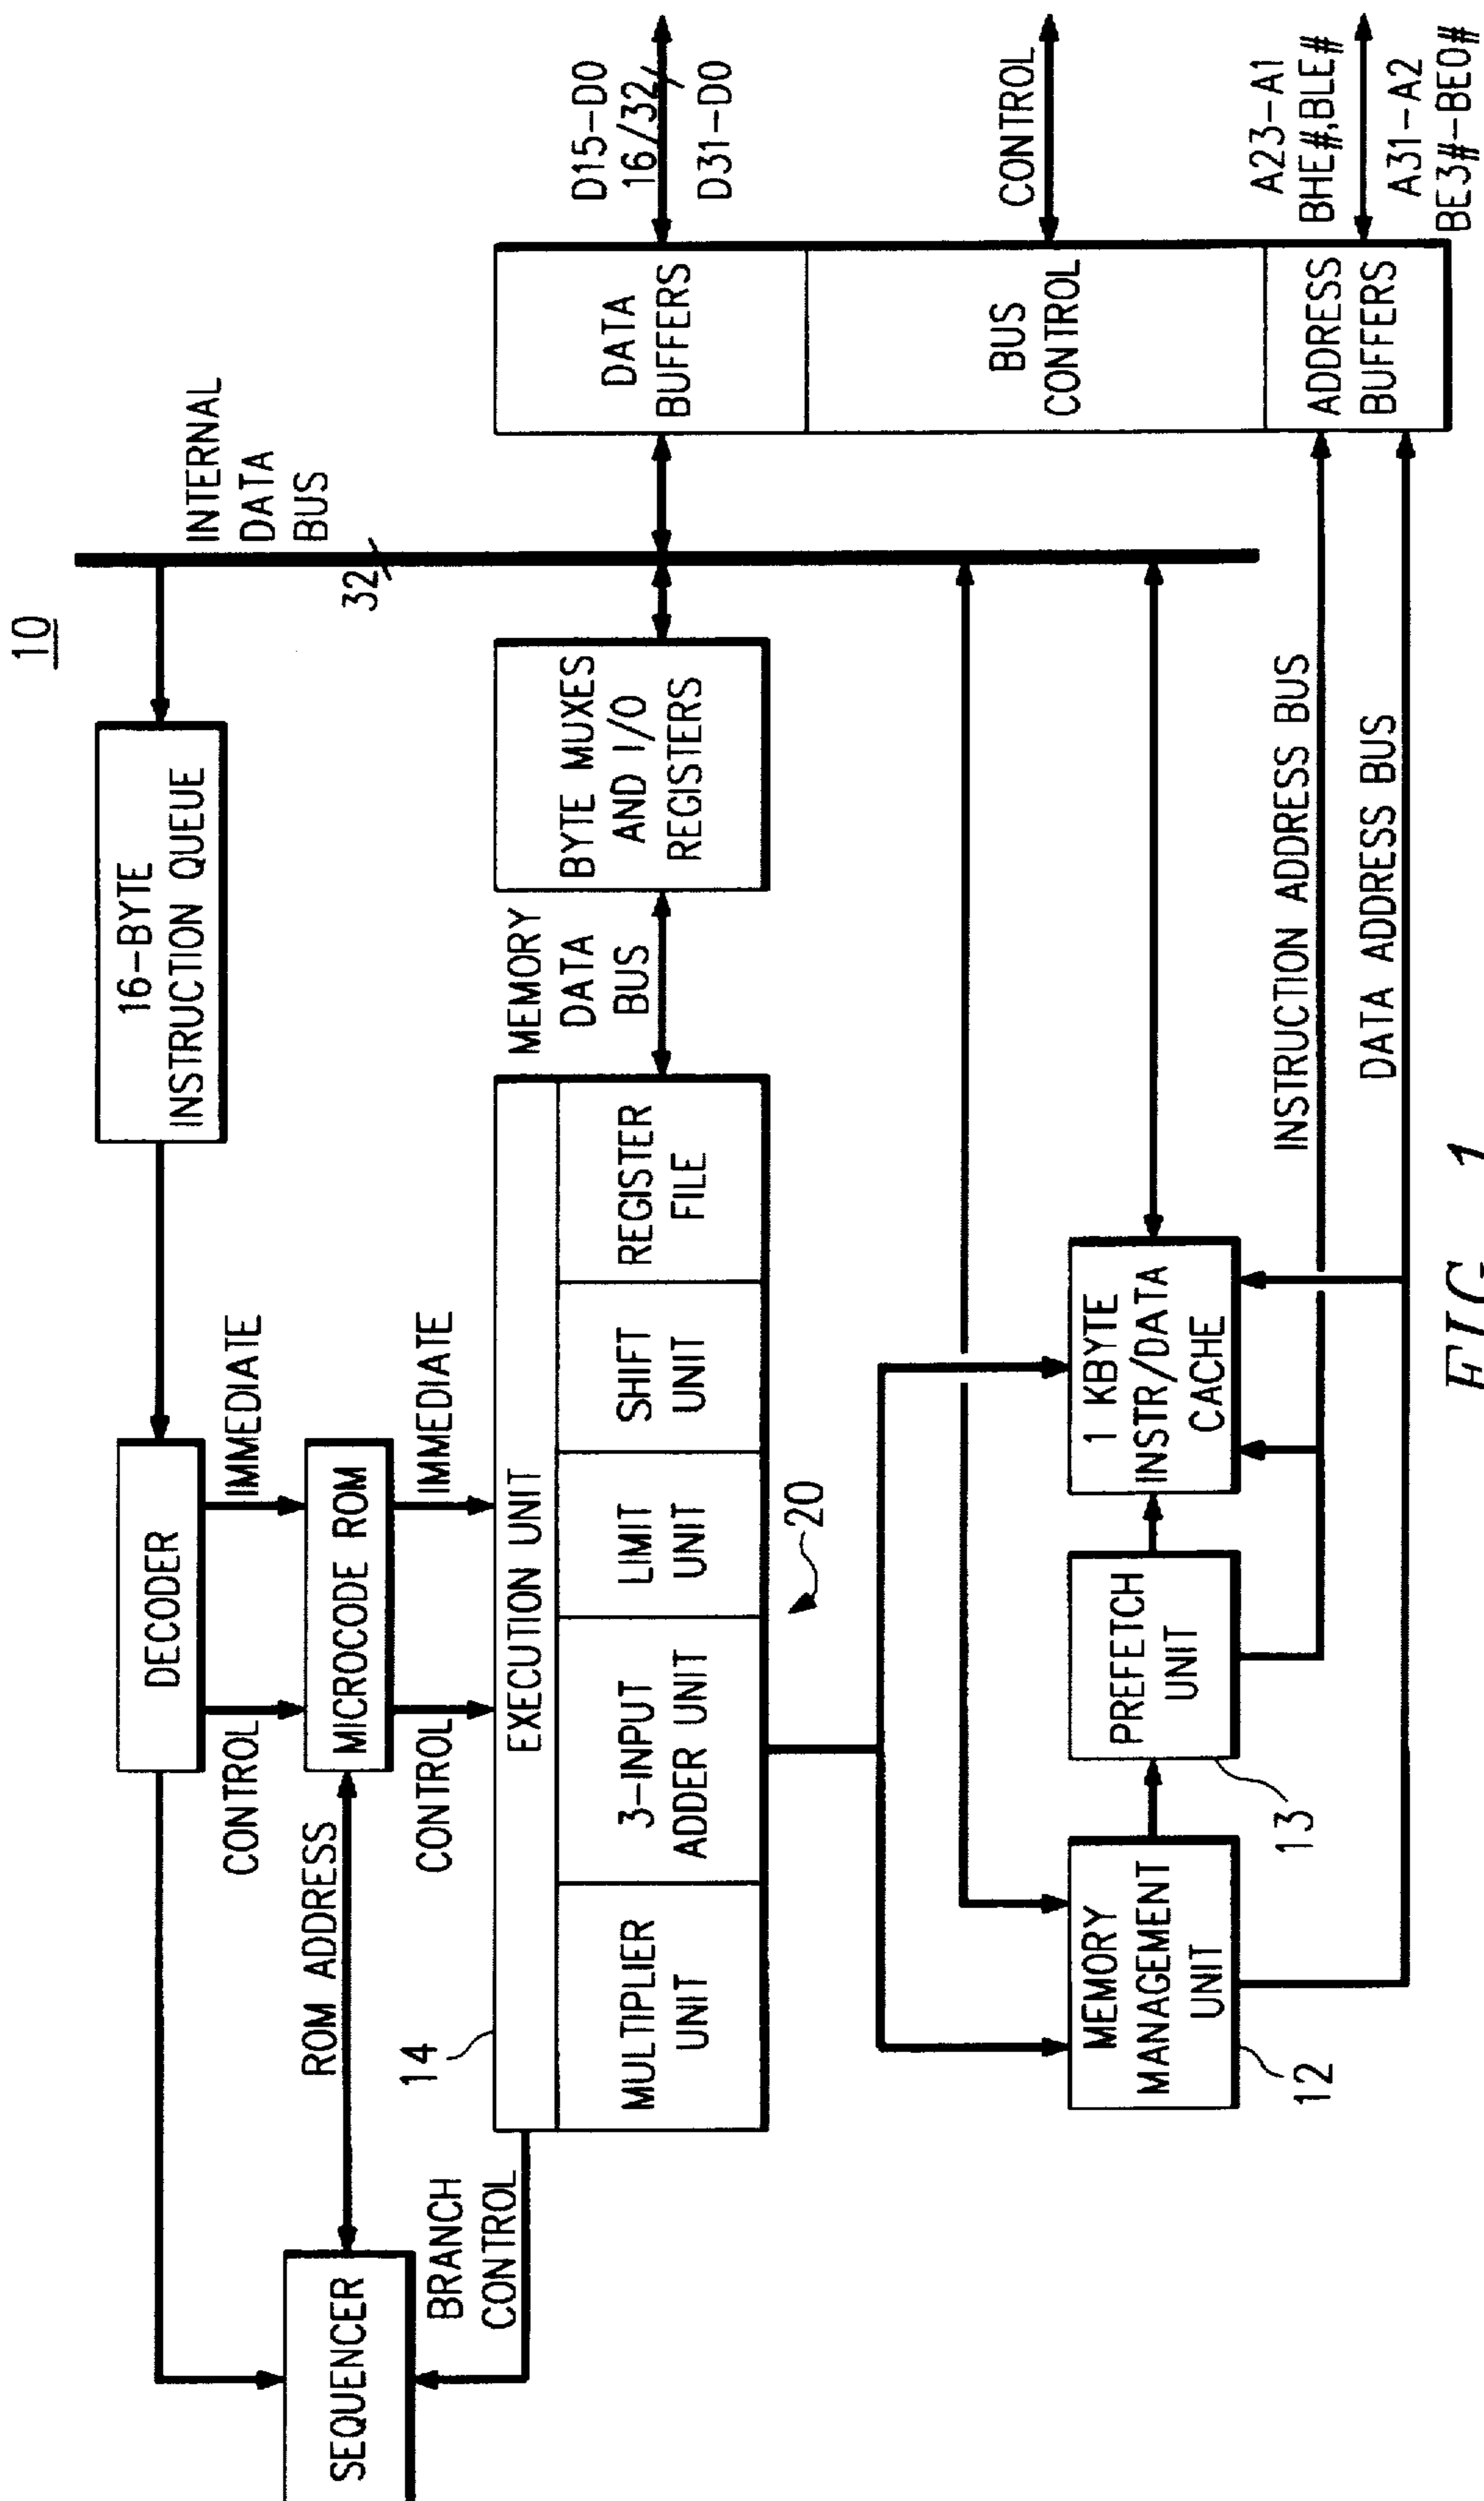 10
SEQUENCER
DECODER
16-BYTE
INSTRUCTION QUEUE
INTERNAL
DATA
BUS
32
CONTROL
IMMEDIATE
ROM ADDRESS
MICROCODE ROM
CONTROL
IMMEDIATE
BRANCH
CONTROL
14
EXECUTION UNIT
MULTIPLIER
UNIT
3-INPUT
ADDER UNIT
LIMIT
UNIT
SHIFT
UNIT
REGISTER
FILE
MEMORY
DATA
BUS
BYTE MUXES
AND I/O
REGISTERS
DATA
BUFFERS
D15-D0
16/32
D31-D0
20
BUS
CONTROL
CONTROL
MEMORY
MANAGEMENT
UNIT
12
PREFETCH
UNIT
13
1 KBYTE
INSTR/DATA
CACHE
INSTRUCTION ADDRESS BUS
DATA ADDRESS BUS
ADDRESS
BUFFERS
A23-A1
BHE#,BLE#
A31-A2
BE3#-BE0#
FIG. 1